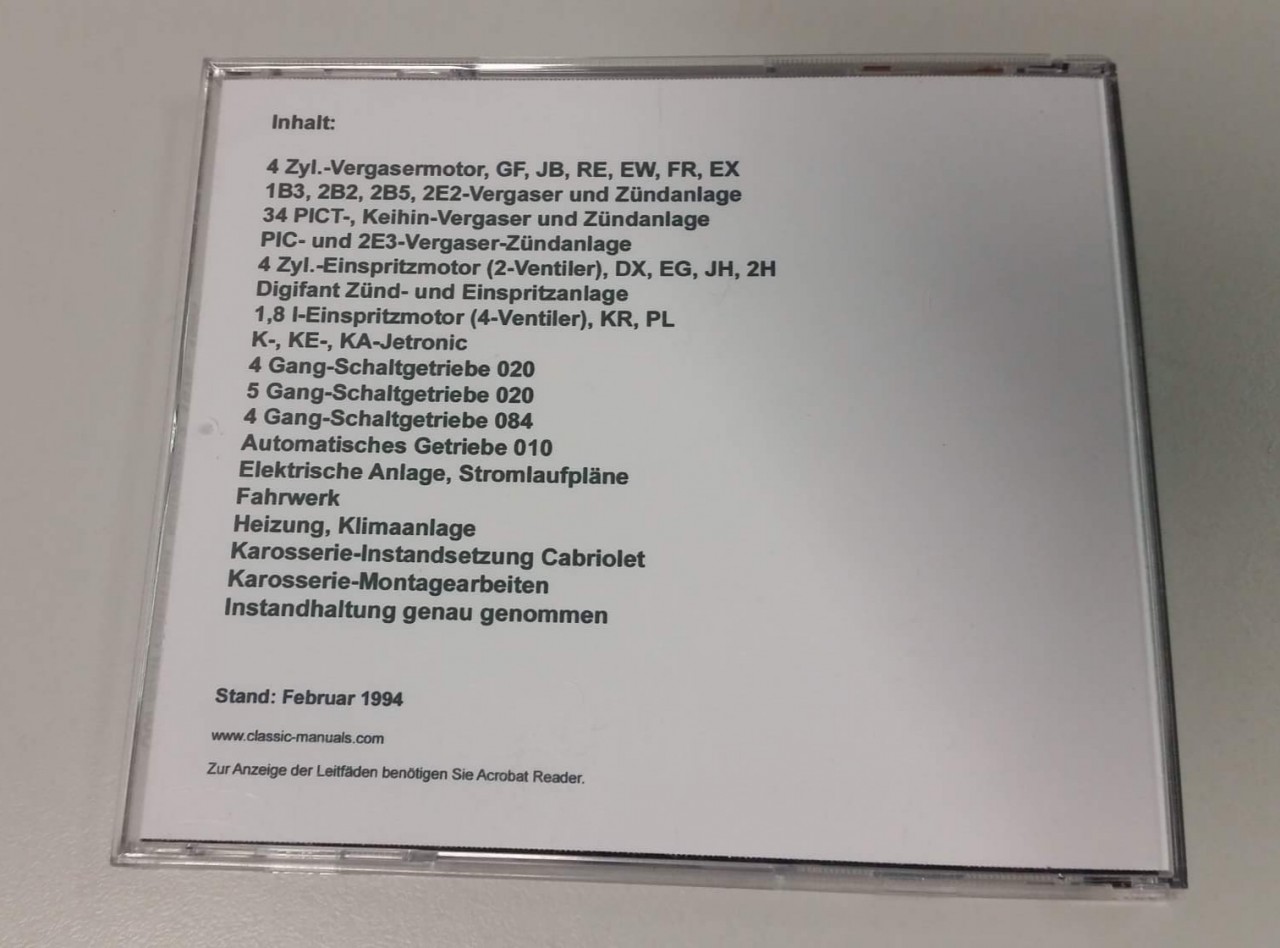 Inhalt:
4 Zyl.-Vergasermotor, GF, JB, RE, EW, FR, EX
1B3, 2B2, 2B5, 2E2-Vergaser und Zündanlage
34 PICT-, Keihin-Vergaser und Zündanlage
PIC- und 2E3-Vergaser-Zündanlage
4 Zyl.-Einspritzmotor (2-Ventiler), DX, EG, JH, 2H
Digifant Zünd- und Einspritzanlage
1,8 l-Einspritzmotor (4-Ventiler), KR, PL
K-, KE-, KA-Jetronic
4 Gang-Schaltgetriebe 020
5 Gang-Schaltgetriebe 020
4 Gang-Schaltgetriebe 084
Automatisches Getriebe 010
Elektrische Anlage, Stromlaufpläne
Fahrwerk
Heizung, Klimaanlage
Karosserie-Instandsetzung Cabriolet
Karosserie-Montagearbeiten
Instandhaltung genau genommen
Stand: Februar 1994
www.classic-manuals.com
Zur Anzeige der Leitfäden benötigen Sie Acrobat Reader.